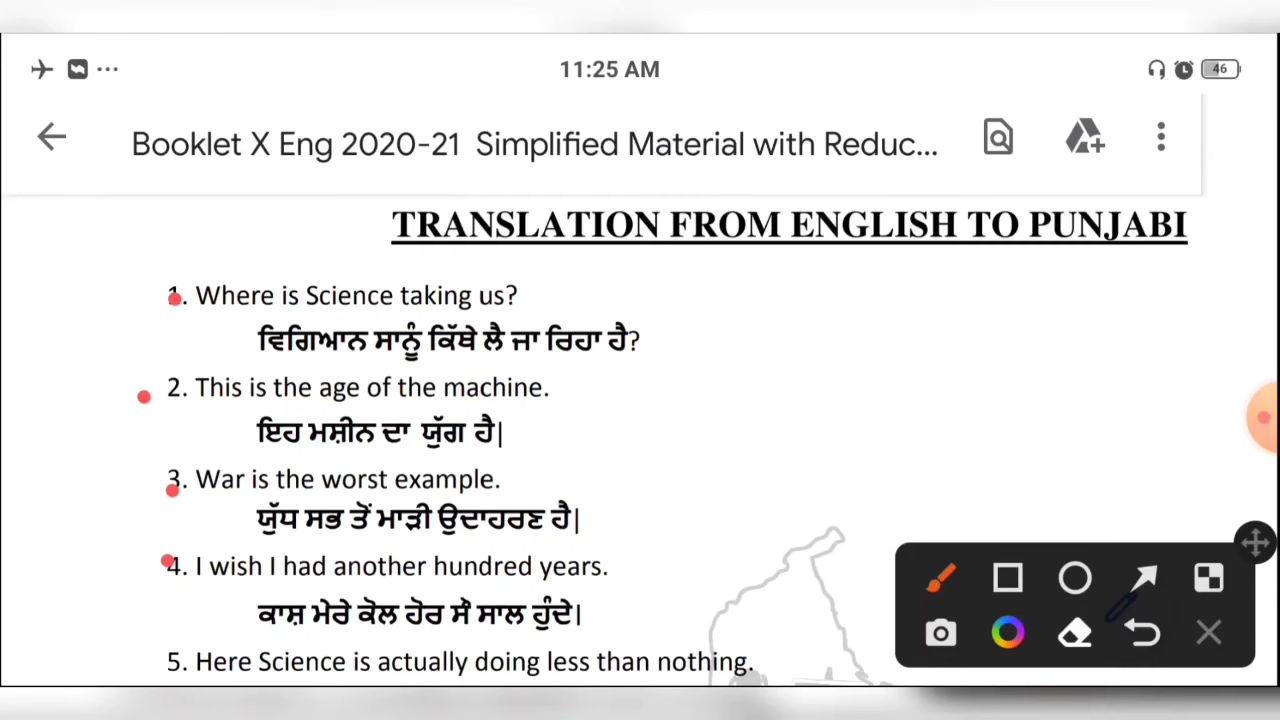 11:25 AM
46
Booklet X Eng 2020-21 Simplified Material with Reduc...
TRANSLATION FROM ENGLISH TO PUNJABI
1. Where is Science taking us?
ਵਿਗਿਆਨ ਸਾਨੂੰ ਕਿੱਥੇ ਲੈ ਜਾ ਰਿਹਾ ਹੈ?
2. This is the age of the machine.
ਇਹ ਮਸ਼ੀਨ ਦਾ ਯੁੱਗ ਹੈ|
3. War is the worst example.
ਯੁੱਧ ਸਭ ਤੋਂ ਮਾੜੀ ਉਦਾਹਰਣ ਹੈ|
4. I wish I had another hundred years.
ਕਾਸ਼ ਮੇਰੇ ਕੋਲ ਹੋਰ ਸੌ ਸਾਲ ਹੁੰਦੇ|
5. Here Science is actually doing less than nothing.